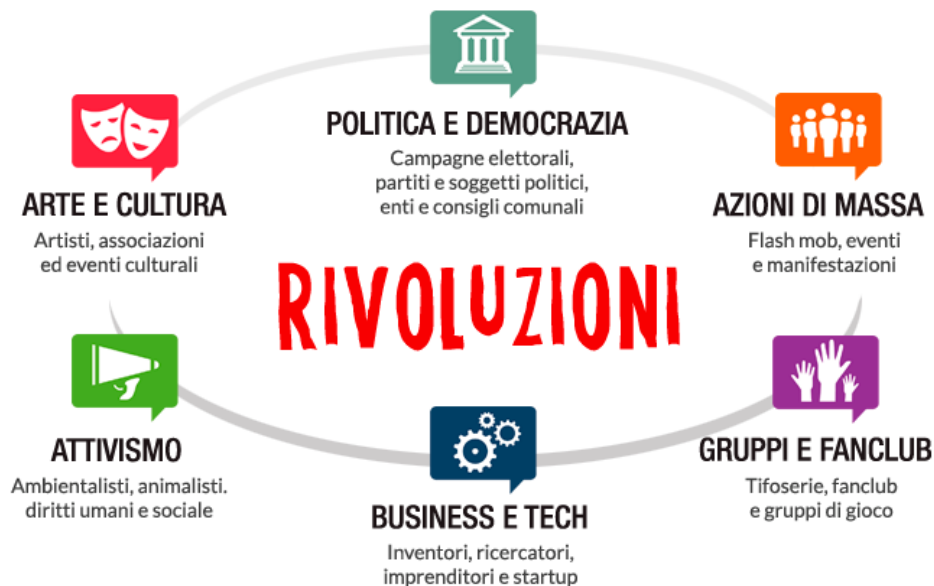 POLITICA E DEMOCRAZIA
Campagne elettorali,
partiti e soggetti politici,
enti e consigli comunali
ARTE E CULTURA
Artisti, associazioni
ed eventi culturali
AZIONI DI MASSA
Flash mob, eventi
e manifestazioni
RIVOLUZIONI
ATTIVISMO
Ambientalisti, animalisti.
diritti umani e sociale
GRUPPI E FANCLUB
Tifoserie, fanclub
e gruppi di gioco
BUSINESS E TECH
Inventori, ricercatori,
imprenditori e startup